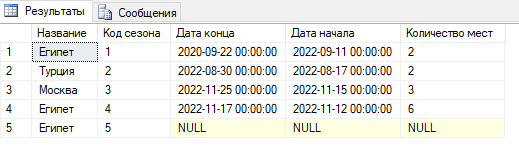 Результаты Сообщения
Название Код сезона Дата конца Дата начала Количество мест
1 Египет 1 2020-09-22 00:00:00 2022-09-11 00:00:00 2
2 Турция 2 2022-08-30 00:00:00 2022-08-17 00:00:00 2
3 Москва 3 2022-11-25 00:00:00 2022-11-15 00:00:00 3
4 Египет 4 2022-11-17 00:00:00 2022-11-12 00:00:00 6
5 Египет 5 NULL NULL NULL